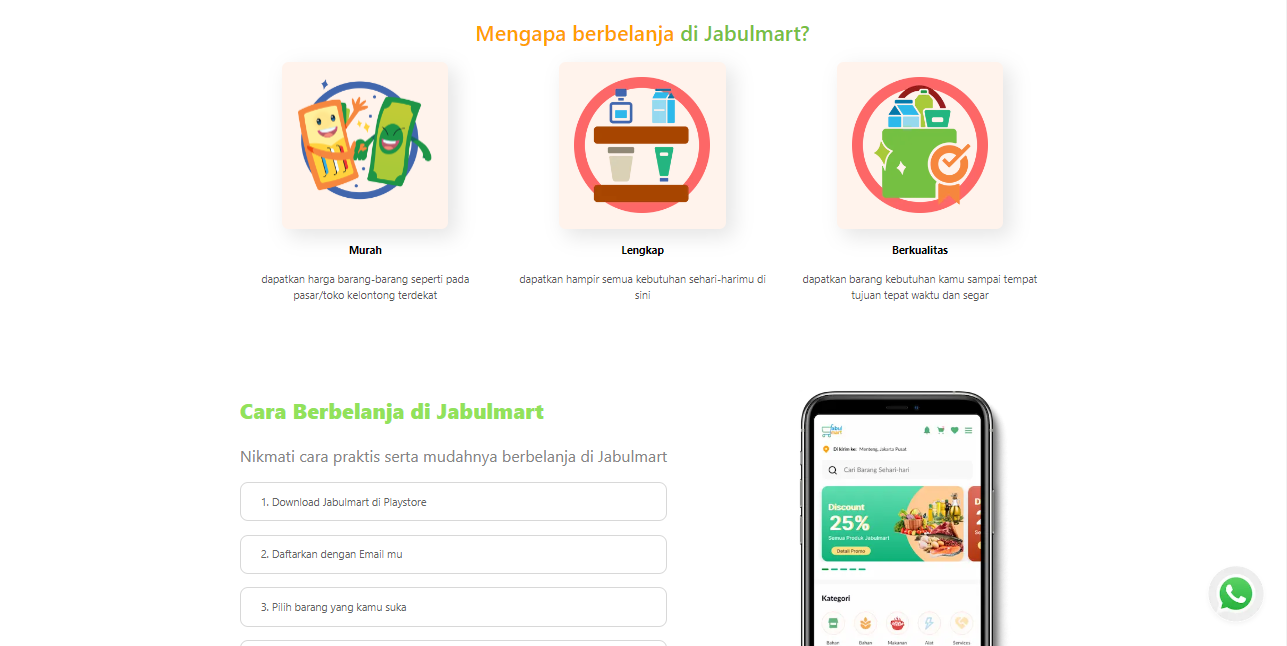 Mengapa berbelanja di Jabulmart?
Murah
dapatkan harga barang-barang seperti pada
pasar/toko kelontong terdekat
Lengkap
dapatkan hampir semua kebutuhan sehari-harimu di
sini
Berkualitas
dapatkan barang kebutuhan kamu sampai tempat
tujuan tepat waktu dan segar
Cara Berbelanja di Jabulmart
Nikmati cara praktis serta mudahnya berbelanja di Jabulmart
1. Download Jabulmart di Playstore
2. Daftarkan dengan Email mu
3. Pilih barang yang kamu suka
Jabul
mart
Di kirim ke: Menteng, Jakarta Pusat
Cari Barang Sehari-hari
Discount
25%
Semua Produk Jabulmart
Detail Promo
Kategori
Bahan Makanan Alat Services